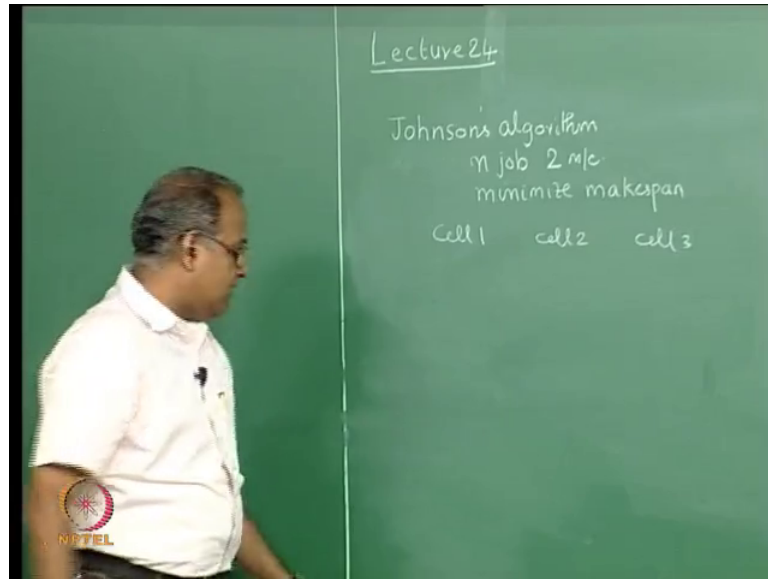 Lecture 24
Johnson's algorithm
n job 2 m/c
minimize makespan
Cell 1 Cell 2 Cell 3
NPTEL